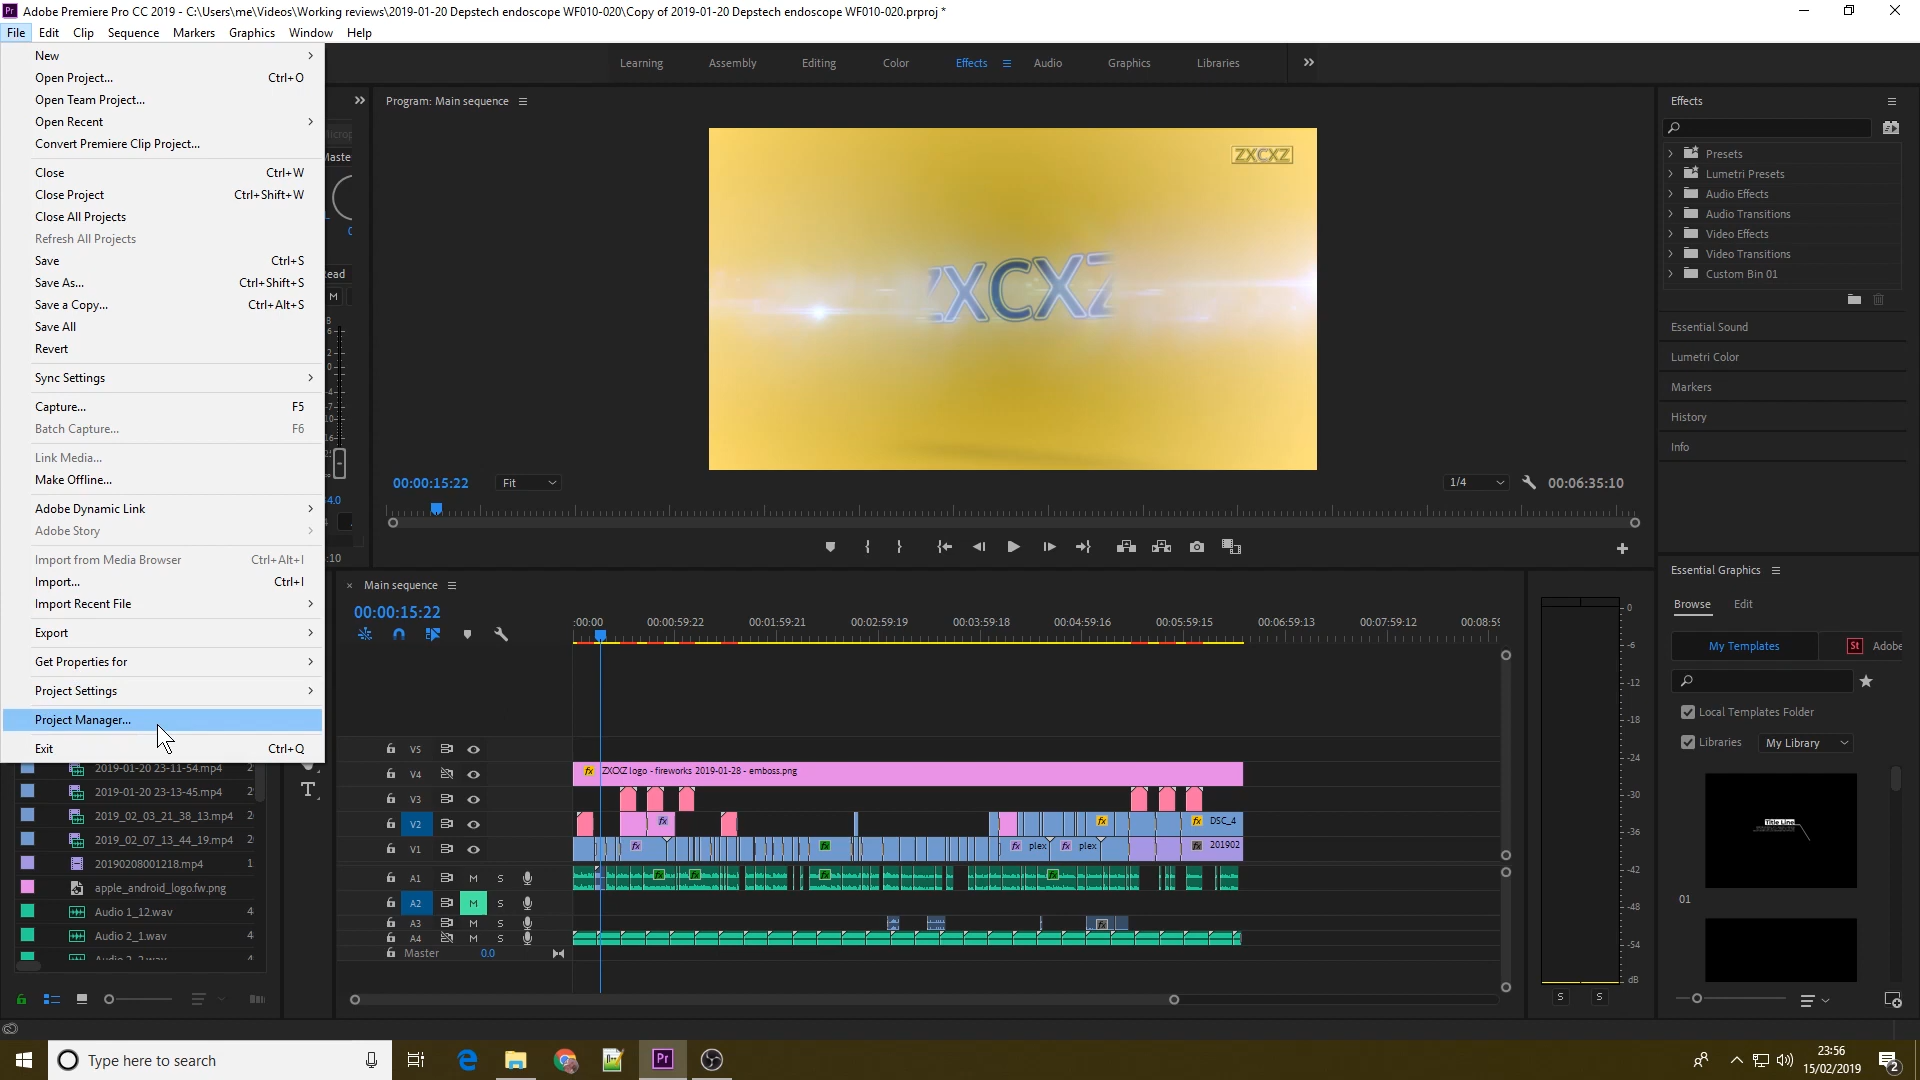 Adobe Premiere Pro CC 2019 - C:\Users\me\Videos\Working reviews\2019-01-20 Depstech endoscope WF010-020\Copy of 2019-01-20 Depstech endoscope WF010-020.prproj *
File Edit Clip Sequence Markers Graphics Window Help
New
Open Project... Ctrl+O
Open Team Project...
Open Recent
Convert Premiere Clip Project...
Close Ctrl+W
Close Project Ctrl+Shift+W
Close All Projects
Refresh All Projects
Save Ctrl+S
Save As... Ctrl+Shift+S
Save a Copy... Ctrl+Alt+S
Save All
Revert
Sync Settings
Capture... F5
Batch Capture... F6
Link Media...
Make Offline...
Adobe Dynamic Link
Adobe Story
Import from Media Browser Ctrl+Alt+I
Import... Ctrl+I
Import Recent File
Export
Get Properties for
Project Settings
Project Manager...
Exit Ctrl+Q
Learning Assembly Editing Color Effects Audio Graphics Libraries
Program: Main sequence
ZXCXZ
ZXCXZ
00:00:15:22 Fit 1/4 00:06:35:10
Effects
Presets
Lumetri Presets
Audio Effects
Audio Transitions
Video Effects
Video Transitions
Custom Bin 01
Essential Sound
Lumetri Color
Markers
History
Info
Essential Graphics
Browse Edit
My Templates St Adobe
Local Templates Folder
Libraries My Library
Title Line
01
Main sequence
00:00:15:22
:00:00 00:00:59:22 00:01:59:21 00:02:59:19 00:03:59:18 00:04:59:16 00:05:59:15 00:06:59:13 00:07:59:12 00:08:59
V5
V4 fx ZXCXZ logo - fireworks 2019-01-28 - emboss.png
V3
V2 fx fx fx DSC_4
V1 fx fx fx plex fx plex fx 201902
A1 M S
A2 M S
A3 M S
A4 M S
Master 0.0
0
-6
-12
-18
-24
-30
-36
-42
-48
-54
dB
S S
2019-01-20 23-11-54.mp4
2019-01-20 23-13-45.mp4
2019_02_03_21_38_13.mp4
2019_02_07_13_44_19.mp4
20190208001218.mp4
apple_android_logo.fw.png
Audio 1_12.wav
Audio 2_1.wav
Type here to search
Pr
23:56
15/02/2019
2